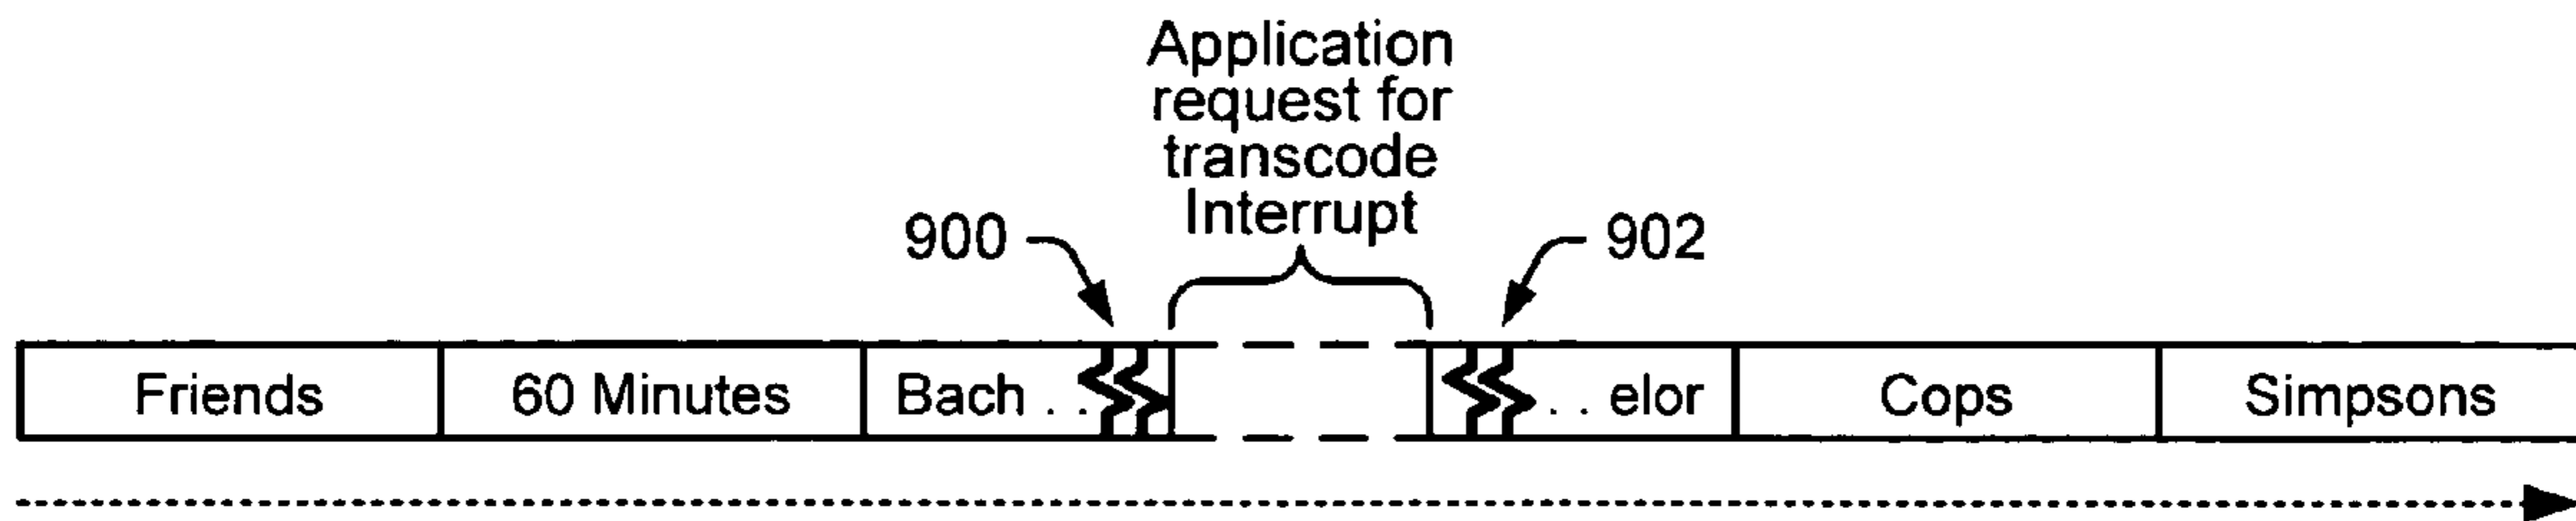 Application
request for
transcode
Interrupt
900
902
Friends
60 Minutes
Bach . .
. . elor
Cops
Simpsons